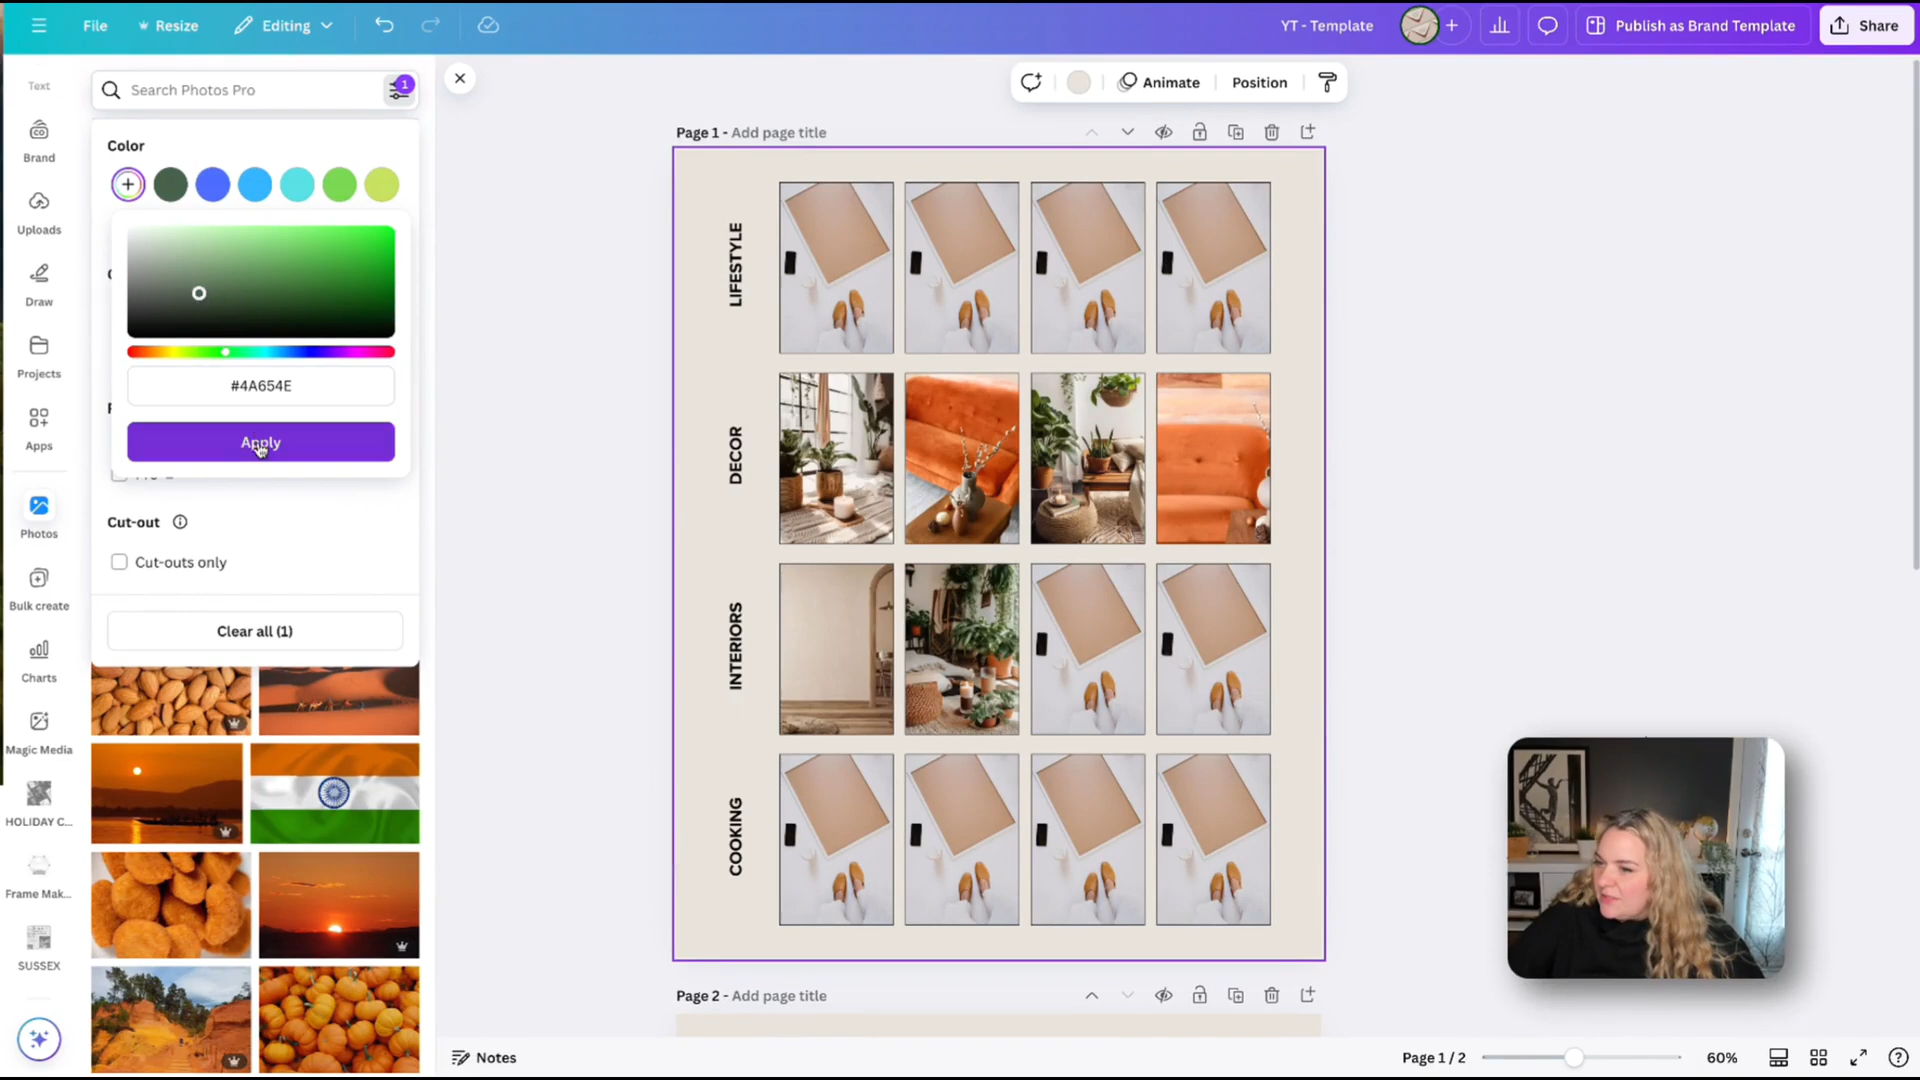 File
Resize
Editing
YT - Template
Publish as Brand Template
Share
Text
Brand
Uploads
Draw
Projects
Apps
Photos
Bulk create
Charts
Magic Media
HOLIDAY C...
Frame Mak...
SUSSEX
Search Photos Pro
1
Color
#4A654E
Apply
Cut-out
Cut-outs only
Clear all (1)
Animate
Position
Page 1 - Add page title
LIFESTYLE
DECOR
INTERIORS
COOKING
Page 2 - Add page title
Notes
Page 1 / 2
60%